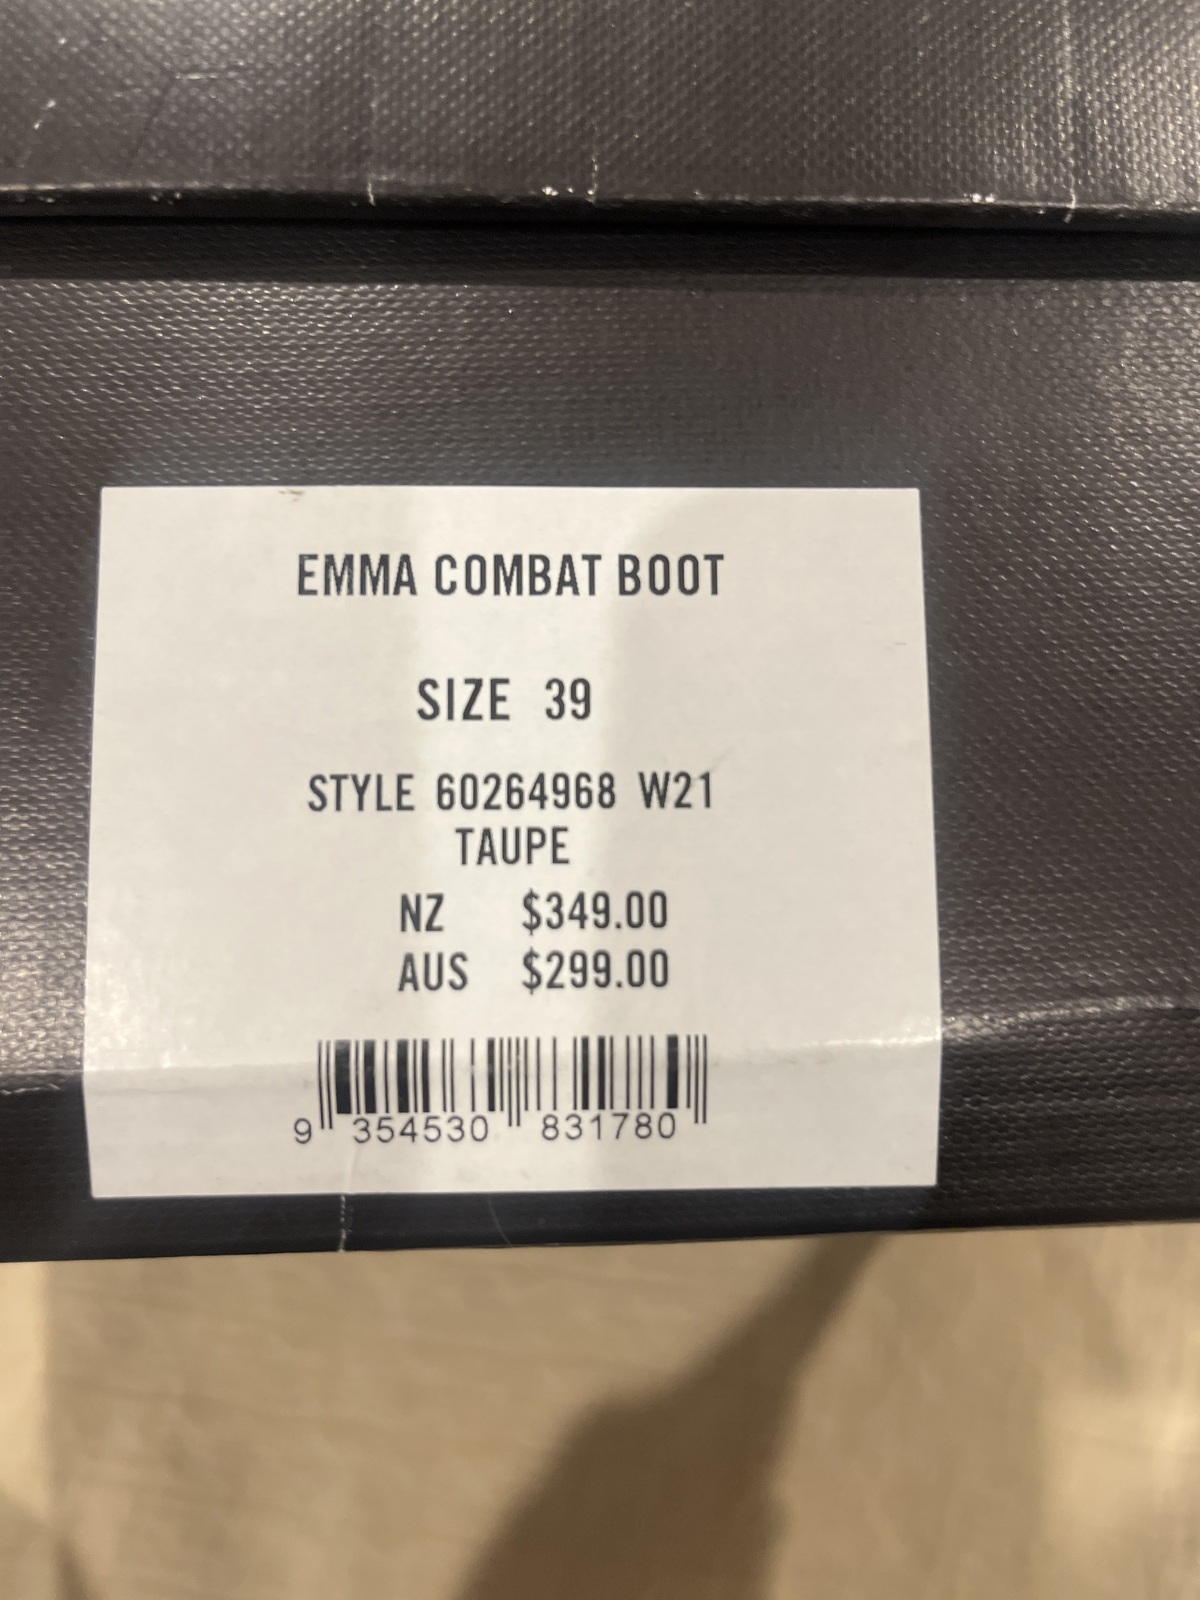 EMMA COMBAT BOOT
SIZE 39
STYLE 60264968 W21
TAUPE
NZ $349.00
AUS $299.00
9 354530 831780